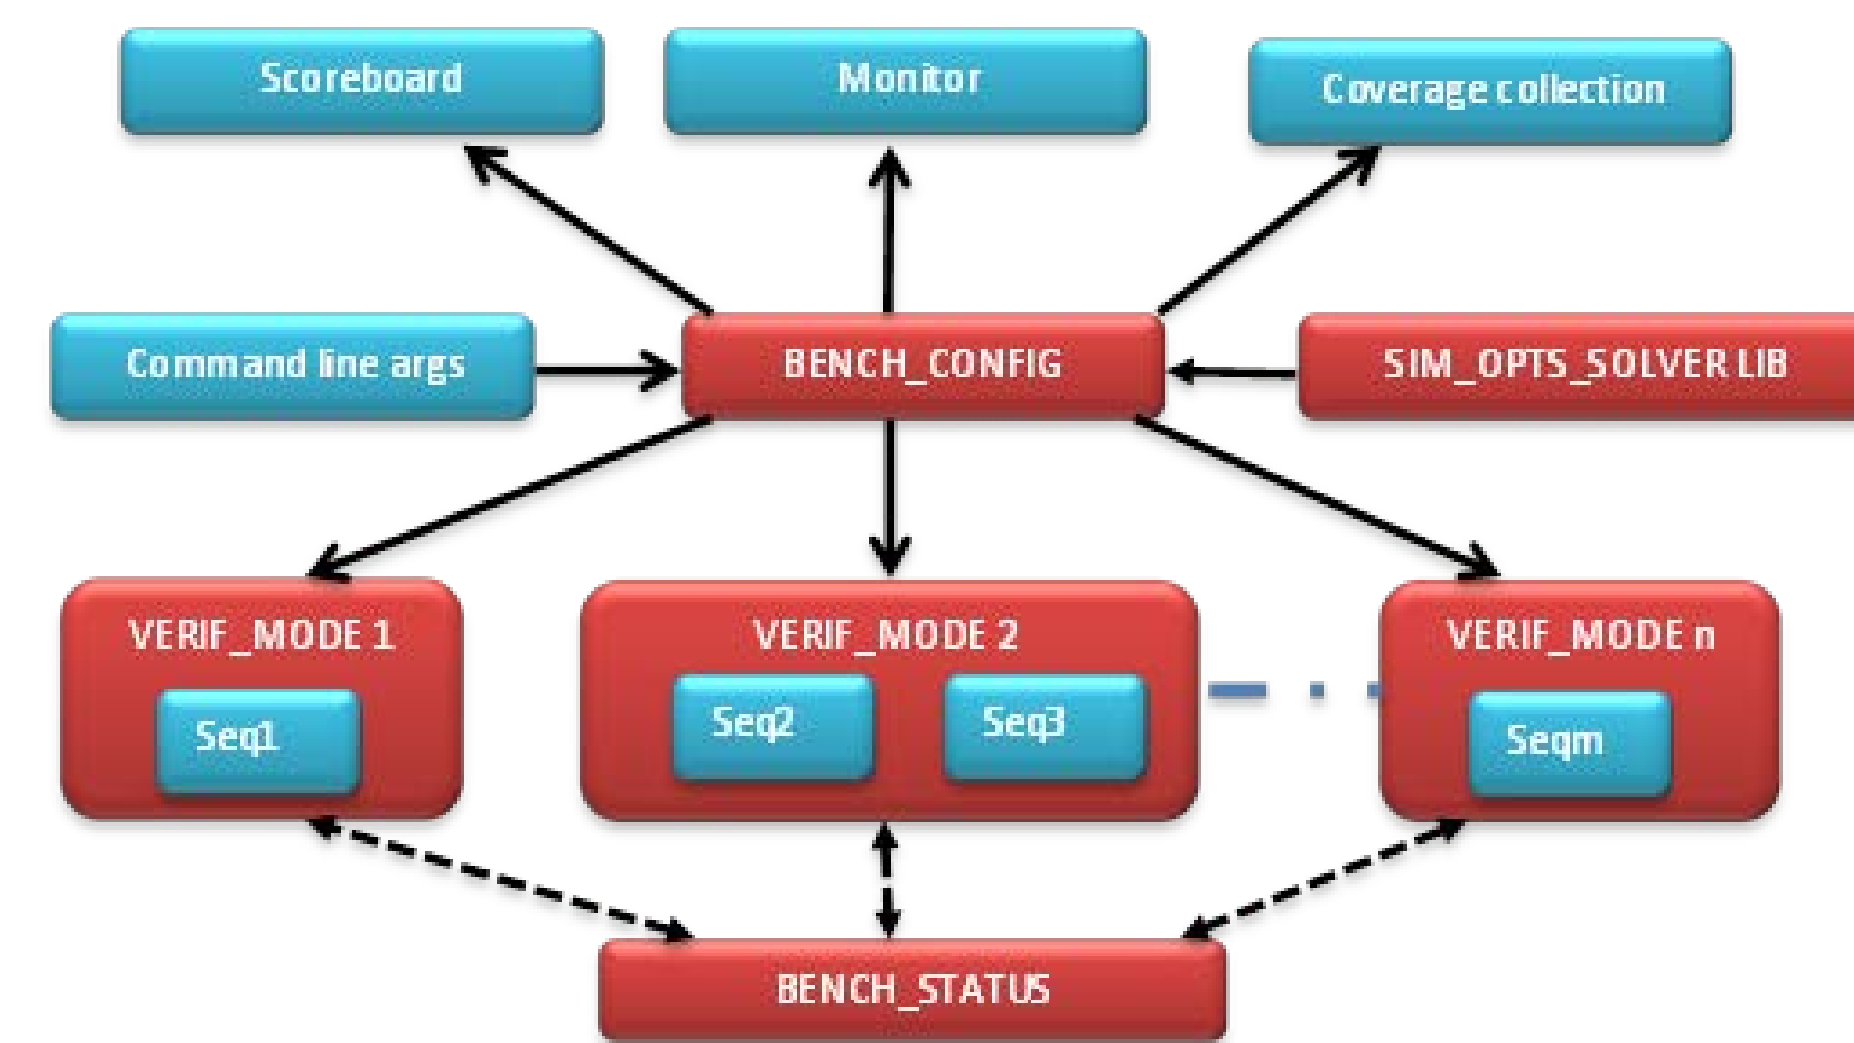 Scoreboard
Monitor
Coverage collection
Command line args
BENCH_CONFIG
SIM_OPTS_SOLVER LIB
VERIF_MODE 1
VERIF_MODE 2
VERIF_MODE n
Seq1
Seq2
Seq3
Seqm
BENCH_STATUS